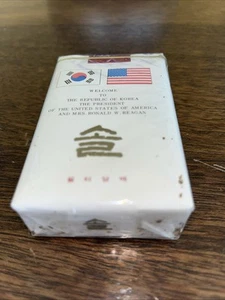 WELCOME
TO
THE REPUBLIC OF KOREA
THE PRESIDENT
OF THE UNITED STATES OF AMERICA
AND MRS. RONALD W. REAGAN
솔
솔